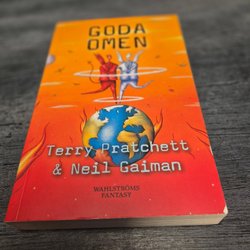 GODA
OMEN
Terry Pratchett
& Neil Gaiman
WAHLSTRÖMS
FANTASY